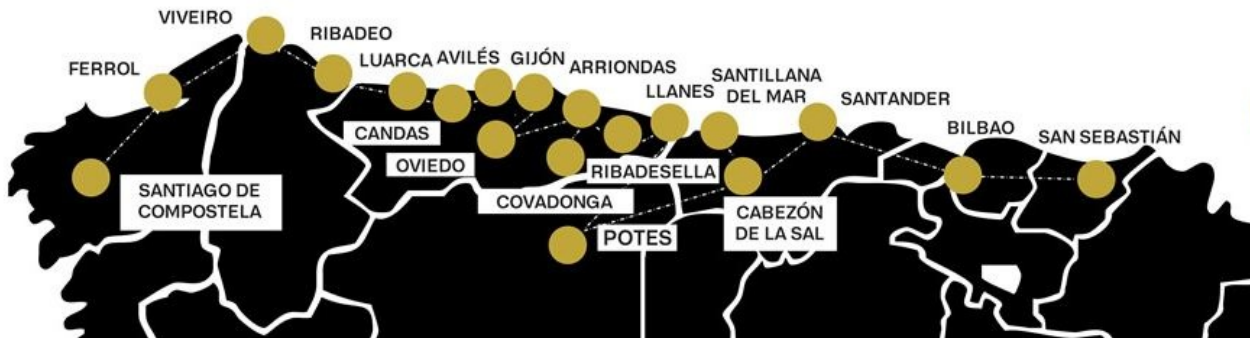 VIVEIRO
RIBADEO
FERROL
LUARCA
AVILÉS
GIJÓN
ARRIONDAS
LLANES
SANTILLANA
DEL MAR
SANTANDER
BILBAO
SAN SEBASTIÁN
CANDAS
OVIEDO
RIBADESELLA
SANTIAGO DE
COMPOSTELA
COVADONGA
CABEZÓN
DE LA SAL
POTES